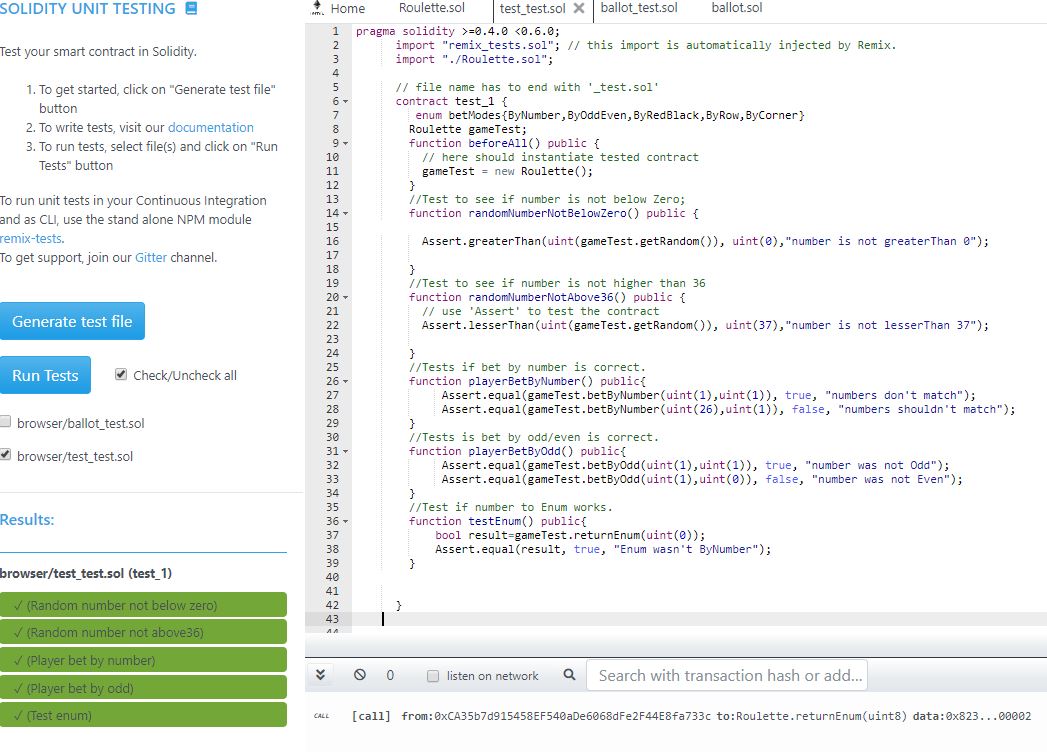 SOLIDITY UNIT TESTING
Test your smart contract in Solidity.
1. To get started, click on "Generate test file"
button
2. To write tests, visit our documentation
3. To run tests, select file(s) and click on "Run
Tests" button
To run unit tests in your Continuous Integration
and as CLI, use the stand alone NPM module
remix-tests.
To get support, join our Gitter channel.
Generate test file
Run Tests
Check/Uncheck all
browser/ballot_test.sol
browser/test_test.sol
Results:
browser/test_test.sol (test_1)
✓ (Random number not below zero)
✓ (Random number not above36)
✓ (Player bet by number)
✓ (Player bet by odd)
✓ (Test enum)
Home Roulette.sol test_test.sol ✕ ballot_test.sol ballot.sol
1 pragma solidity >=0.4.0 <0.6.0;
2 import "remix_tests.sol"; // this import is automatically injected by Remix.
3 import "./Roulette.sol";
4
5 // file name has to end with '_test.sol'
6 contract test_1 {
7 enum betModes{ByNumber,ByOddEven,ByRedBlack,ByRow,ByCorner}
8 Roulette gameTest;
9 function beforeAll() public {
10 // here should instantiate tested contract
11 gameTest = new Roulette();
12 }
13 //Test to see if number is not below Zero;
14 function randomNumberNotBelowZero() public {
15
16 Assert.greaterThan(uint(gameTest.getRandom()), uint(0),"number is not greaterThan 0");
17
18 }
19 //Test to see if number is not higher than 36
20 function randomNumberNotAbove36() public {
21 // use 'Assert' to test the contract
22 Assert.lesserThan(uint(gameTest.getRandom()), uint(37),"number is not lesserThan 37");
23
24 }
25 //Tests if bet by number is correct.
26 function playerBetByNumber() public{
27 Assert.equal(gameTest.betByNumber(uint(1),uint(1)), true, "numbers don't match");
28 Assert.equal(gameTest.betByNumber(uint(26),uint(1)), false, "numbers shouldn't match");
29 }
30 //Tests is bet by odd/even is correct.
31 function playerBetByOdd() public{
32 Assert.equal(gameTest.betByOdd(uint(1),uint(1)), true, "number was not Odd");
33 Assert.equal(gameTest.betByOdd(uint(1),uint(0)), false, "number was not Even");
34 }
35 //Test if number to Enum works.
36 function testEnum() public{
37 bool result=gameTest.returnEnum(uint(0));
38 Assert.equal(result, true, "Enum wasn't ByNumber");
39 }
40
41
42 }
43
44
0 listen on network Search with transaction hash or add...
CALL [call] from:0xCA35b7d915458EF540aDe6068dFe2F44E8fa733c to:Roulette.returnEnum(uint8) data:0x823...00002